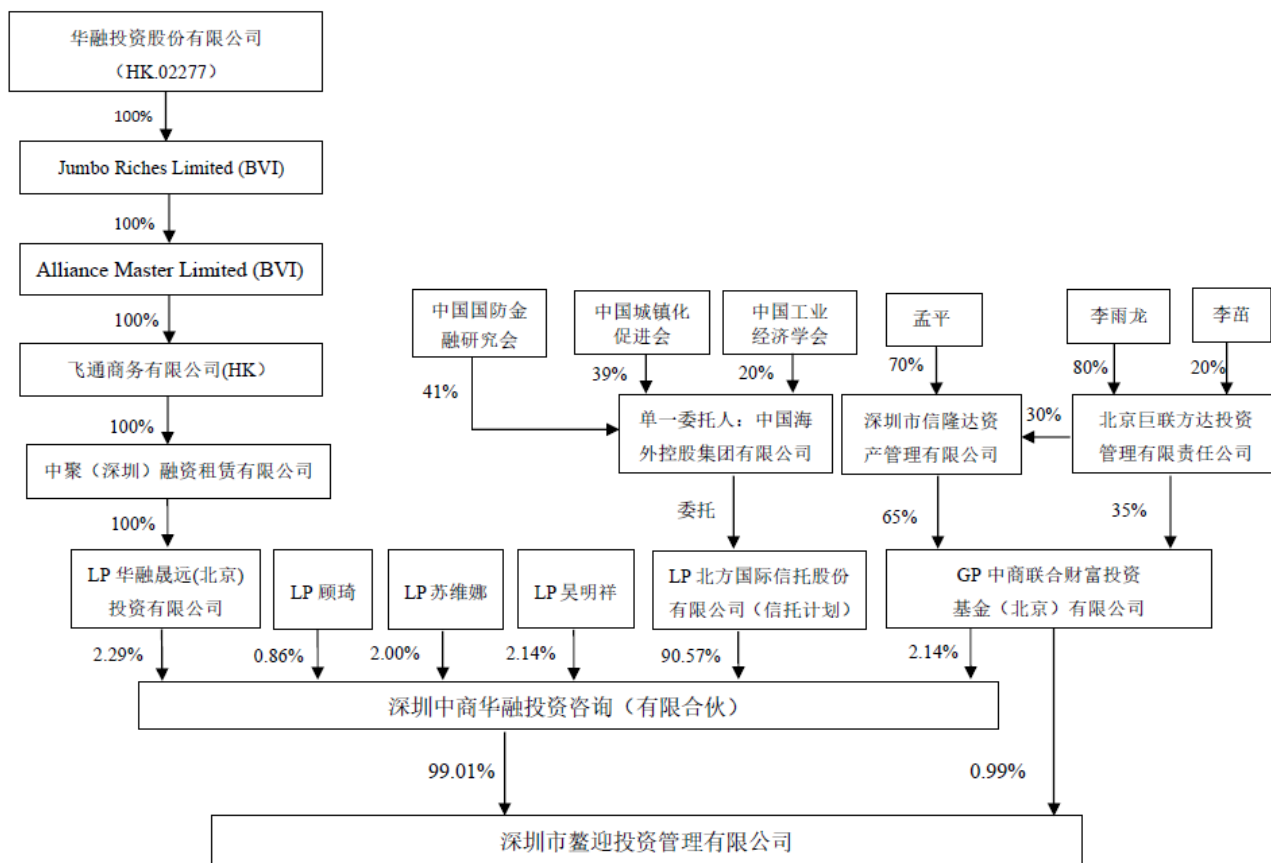 华融投资股份有限公司
（HK.02277）
100%
Jumbo Riches Limited (BVI)
100%
Alliance Master Limited (BVI)
100%
飞通商务有限公司(HK）
100%
中聚（深圳）融资租赁有限公司
100%
中国国防金
融研究会
中国城镇化
促进会
中国工业
经济学会
孟平
李雨龙
李茁
41%
39%
20%
70%
80%
20%
单一委托人：中国海
外控股集团有限公司
深圳市信隆达资
产管理有限公司
30%
北京巨联方达投资
管理有限责任公司
委托
65%
35%
LP 华融晟远(北京)
投资有限公司
LP 顾琦
LP 苏维娜
LP 吴明祥
LP 北方国际信托股份
有限公司（信托计划）
GP 中商联合财富投资
基金（北京）有限公司
2.29%
0.86%
2.00%
2.14%
90.57%
2.14%
深圳中商华融投资咨询（有限合伙）
99.01%
0.99%
深圳市鳌迎投资管理有限公司